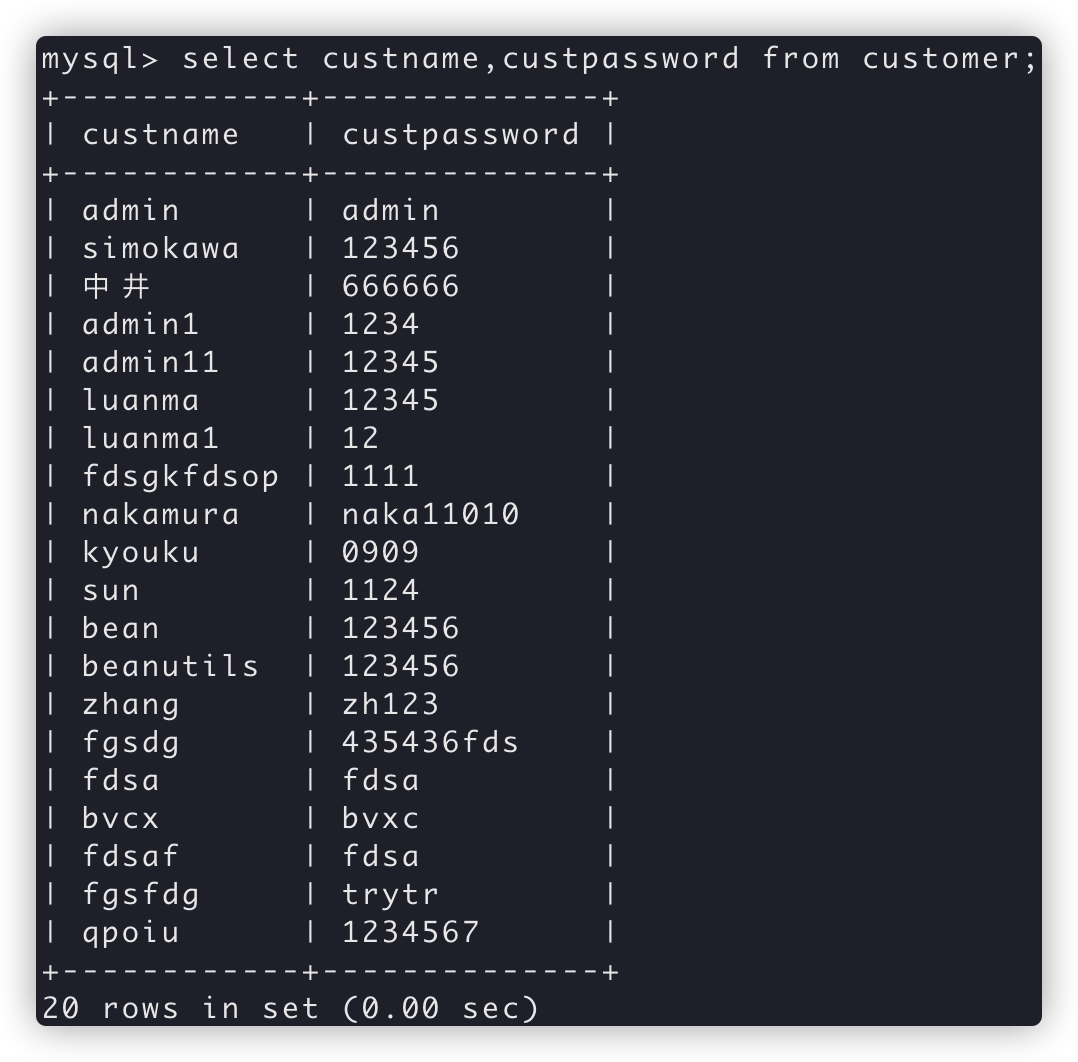 mysql> select custname,custpassword from customer;
+------------+--------------+
| custname   | custpassword |
+------------+--------------+
| admin      | admin        |
| simokawa   | 123456       |
| 中井       | 666666       |
| admin1     | 1234         |
| admin11    | 12345        |
| luanma     | 12345        |
| luanma1    | 12           |
| fdsgkfdsop | 1111         |
| nakamura   | naka11010    |
| kyouku     | 0909         |
| sun        | 1124         |
| bean       | 123456       |
| beanutils  | 123456       |
| zhang      | zh123        |
| fgsdg      | 435436fds    |
| fdsa       | fdsa         |
| bvcx       | bvxc         |
| fdsaf      | fdsa         |
| fgsfdg     | trytr        |
| qpoiu      | 1234567      |
+------------+--------------+
20 rows in set (0.00 sec)